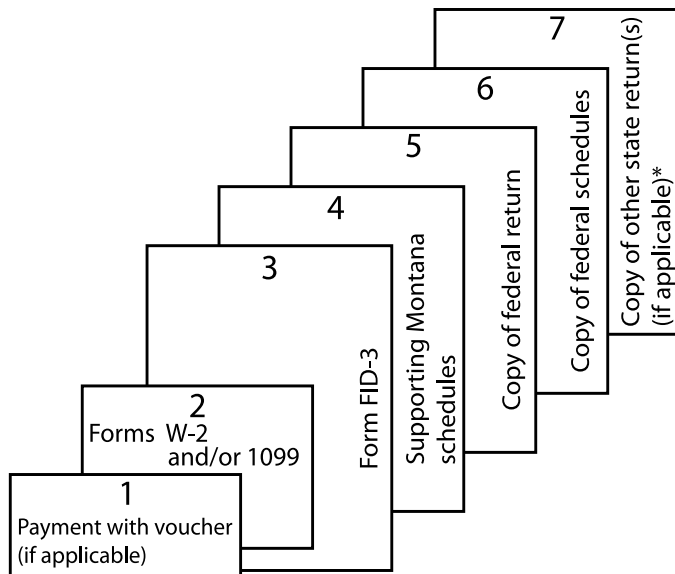 1
Payment with voucher
(if applicable)
2
Forms W-2
and/or 1099
3
Form FID-3
4
Supporting Montana
schedules
5
Copy of federal return
6
Copy of federal schedules
7
Copy of other state return(s)
(if applicable)*